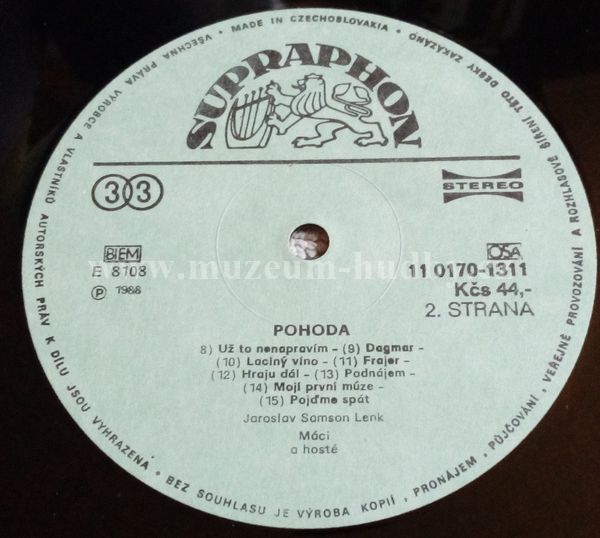 VŠECHNA PRÁVA VÝROBCE A VLASTNÍKŮ AUTORSKÝCH PRÁV K DÍLU JSOU VYHRAZENA • BEZ SOUHLASU JE VÝROBA KOPIÍ, PRONÁJEM, PŮJČOVÁNÍ, VEŘEJNÉ PROVOZOVÁNÍ A ROZHLASOVÉ ŠÍŘENÍ TÉTO DESKY ZAKÁZÁNO • MADE IN CZECHOSLOVAKIA •
SUPRAPHON
33
STEREO
BIEM
OSA
E 8108
11 0170-1311
Ⓟ 1988
Kčs 44,-
2. STRANA
www.muzeum-hudby
POHODA
8) Už to nenapravím – (9) Dagmar –
(10) Laciný víno – (11) Frajer –
(12) Hraju dál – (13) Podnájem –
(14) Mojí první múze –
(15) Pojďme spát
Jaroslav Samson Lenk
Máci
a hosté